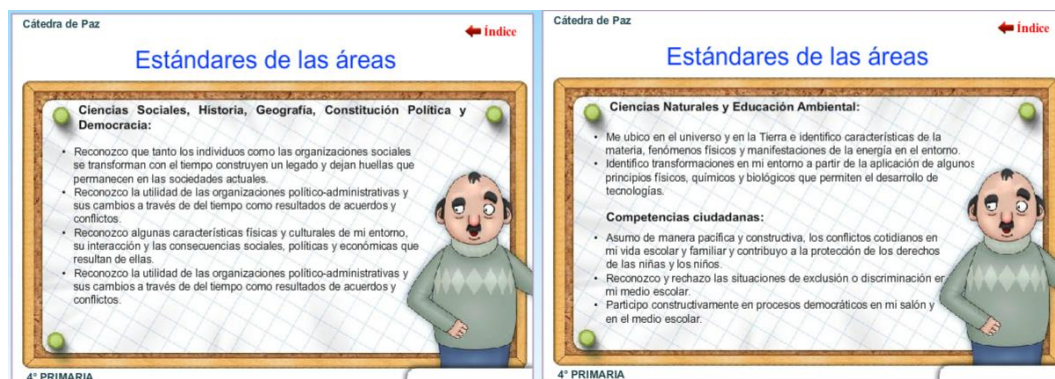 Cátedra de Paz
Índice
Estándares de las áreas
Ciencias Sociales, Historia, Geografía, Constitución Política y
Democracia:
• Reconozco que tanto los individuos como las organizaciones sociales
se transforman con el tiempo construyen un legado y dejan huellas que
permanecen en las sociedades actuales.
• Reconozco la utilidad de las organizaciones político-administrativas y
sus cambios a través de del tiempo como resultados de acuerdos y
conflictos.
• Reconozco algunas características físicas y culturales de mi entorno,
su interacción y las consecuencias sociales, políticas y económicas que
resultan de ellas.
• Reconozco la utilidad de las organizaciones político-administrativas y
sus cambios a través de del tiempo como resultados de acuerdos y
conflictos.
4° PRIMARIA
Cátedra de Paz
Índice
Estándares de las áreas
Ciencias Naturales y Educación Ambiental:
• Me ubico en el universo y en la Tierra e identifico características de la
materia, fenómenos físicos y manifestaciones de la energía en el entorno.
• Identifico transformaciones en mi entorno a partir de la aplicación de algunos
principios físicos, químicos y biológicos que permiten el desarrollo de
tecnologías.
Competencias ciudadanas:
• Asumo de manera pacífica y constructiva, los conflictos cotidianos en
mi vida escolar y familiar y contribuyo a la protección de los derechos
de las niñas y los niños.
• Reconozco y rechazo las situaciones de exclusión o discriminación en
mi medio escolar.
• Participo constructivamente en procesos democráticos en mi salón y
en el medio escolar.
4° PRIMARIA